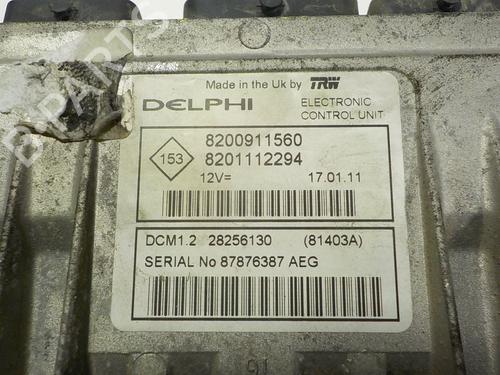 Made in the Uk by TRW
DELPHI
ELECTRONIC
CONTROL UNIT
153
8200911560
8201112294
12V=
17.01.11
DCM1.2 28256130 (81403A)
SERIAL No 87876387 AEG
B-PARTS